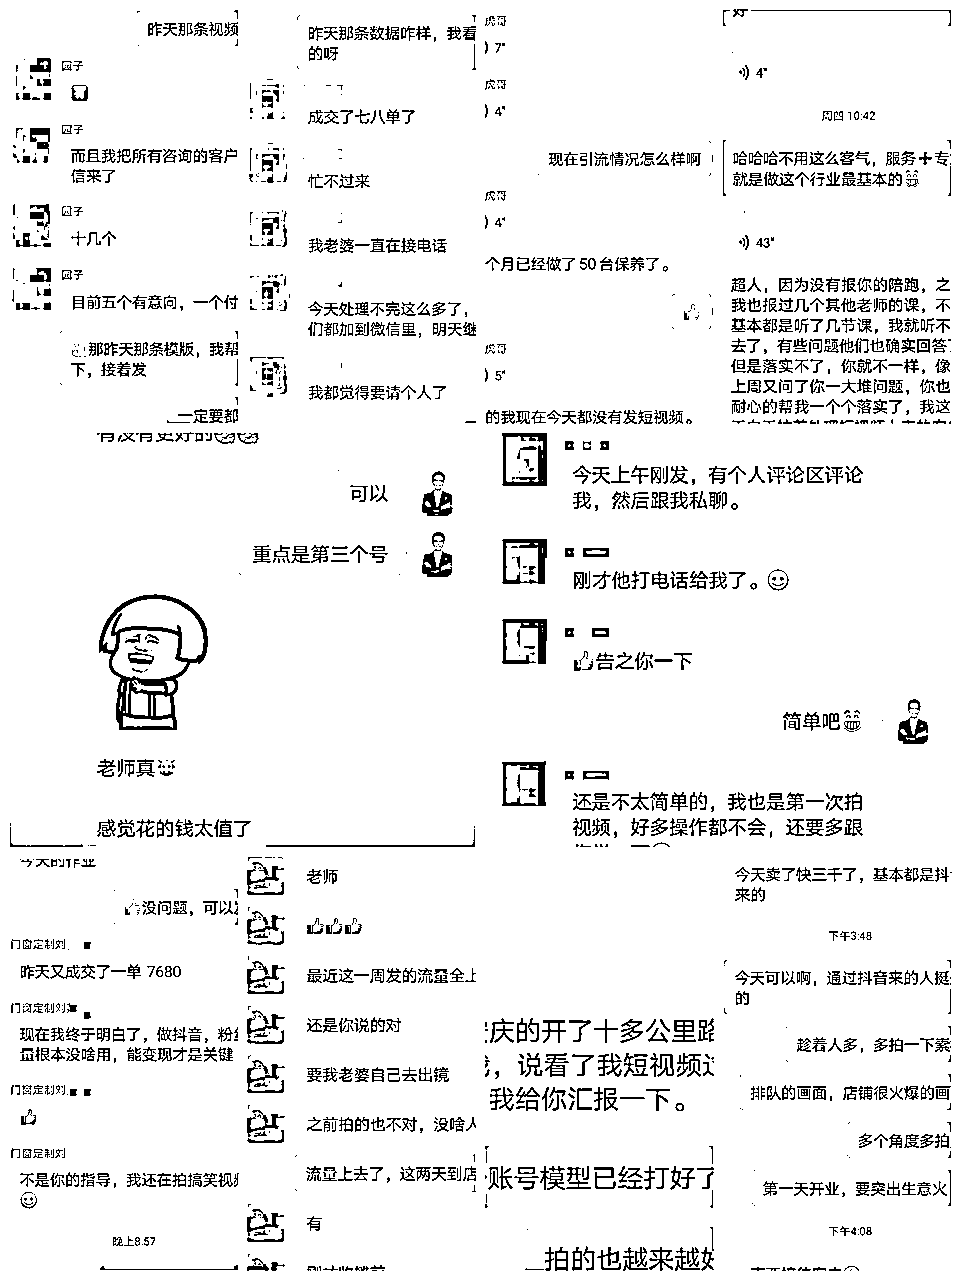 昨天那条视频
园子
园子
而且我把所有咨询的客户
信来了
园子
十几个
园子
目前五个有意向，一个付
那昨天那条模版，我帮
下，接着发
一定要都
昨天那条数据咋样，我看
的呀
成交了七八单了
忙不过来
我老婆一直在接电话
今天处理不完这么多了，
们都加到微信里，明天继
我都觉得要请个人了
虎哥
7"
虎哥
4"
现在引流情况怎么样啊
虎哥
4"
个月已经做了50台保养了。
虎哥
5"
的我现在今天都没有发短视频。
好
4"
周四 10:42
哈哈哈不用这么客气，服务➕专
就是做这个行业最基本的😁
43"
超人，因为没有报你的陪跑，之
我也报过几个其他老师的课，不
基本都是听了几节课，我就听不
去了，有些问题他们也确实回答
但是落实不了，你就不一样，像
上周又问了你一大堆问题，你也
耐心的帮我一个个落实了，我这
有没有更好的
可以
重点是第三个号
老师真
感觉花的钱太值了
今天上午刚发，有个人评论区评论
我，然后跟我私聊。
刚才他打电话给我了。🙂
👍告之你一下
简单吧😁
还是不太简单的，我也是第一次拍
视频，好多操作都不会，还要多跟
今天的作业
👍没问题，可以
门窗定制刘
昨天又成交了一单 7680
门窗定制刘
现在我终于明白了，做抖音，粉丝
量根本没啥用，能变现才是关键
门窗定制刘
👍
门窗定制刘
不是你的指导，我还在拍搞笑视频
🙂
晚上8:57
老师
👍👍👍
最近这一周发的流量全上
还是你说的对
要我老婆自己去出镜
之前拍的也不对，没啥人
流量上去了，这两天到店
有
庆的开了十多公里路
，说看了我短视频过
我给你汇报一下。
账号模型已经打好了
拍的也越来越好
今天卖了快三千了，基本都是抖
来的
下午3:48
今天可以啊，通过抖音来的人挺
的
趁着人多，多拍一下素
排队的画面，店铺很火爆的画
多个角度多拍
第一天开业，要突出生意火
下午4:08